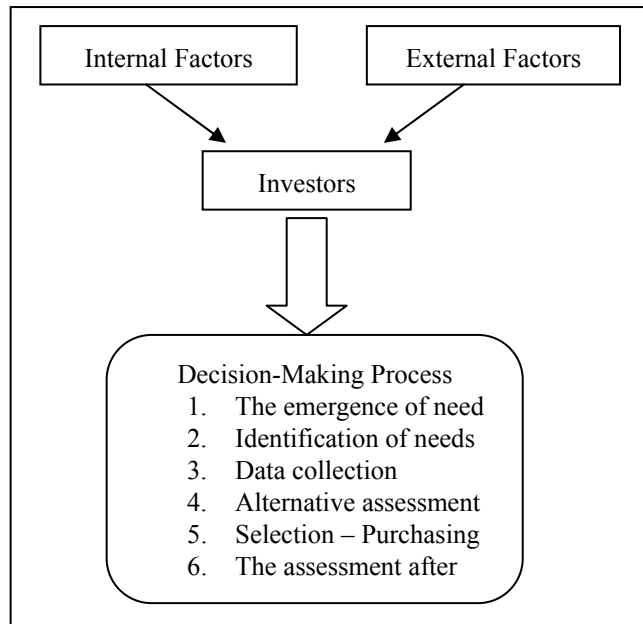 Internal Factors
External Factors
Investors
Decision-Making Process
1. The emergence of need
2. Identification of needs
3. Data collection
4. Alternative assessment
5. Selection – Purchasing
6. The assessment after